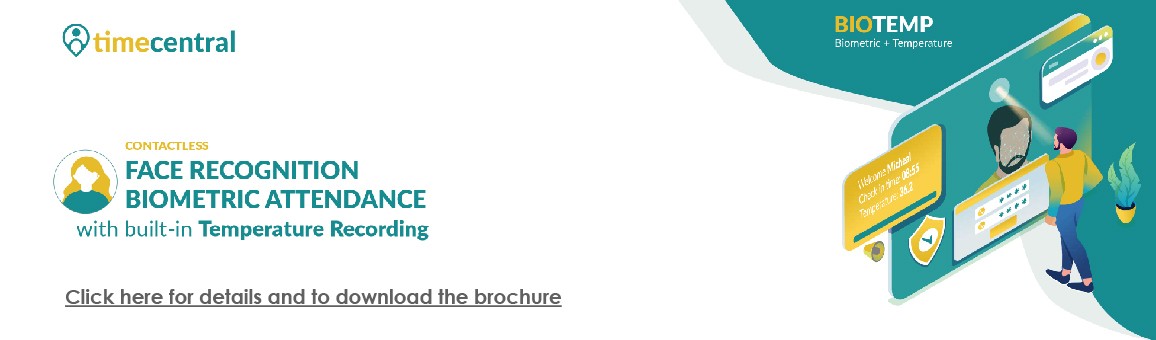 timecentral
BIOTEMP
Biometric + Temperature
CONTACTLESS
FACE RECOGNITION
BIOMETRIC ATTENDANCE
with built-in Temperature Recording
Click here for details and to download the brochure
Welcome Micheal
Check in time: 08:55
Temperature: 36.2